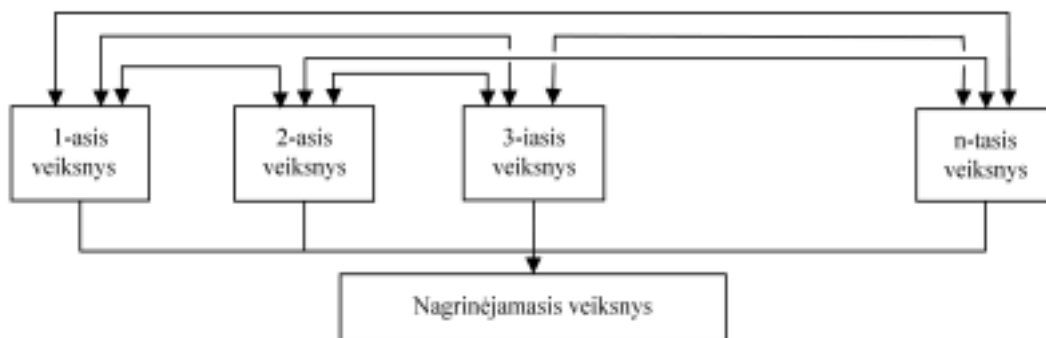 1-asis
veiksnys
2-asis
veiksnys
3-iasis
veiksnys
n-tasis
veiksnys
Nagrinėjamasis veiksnys